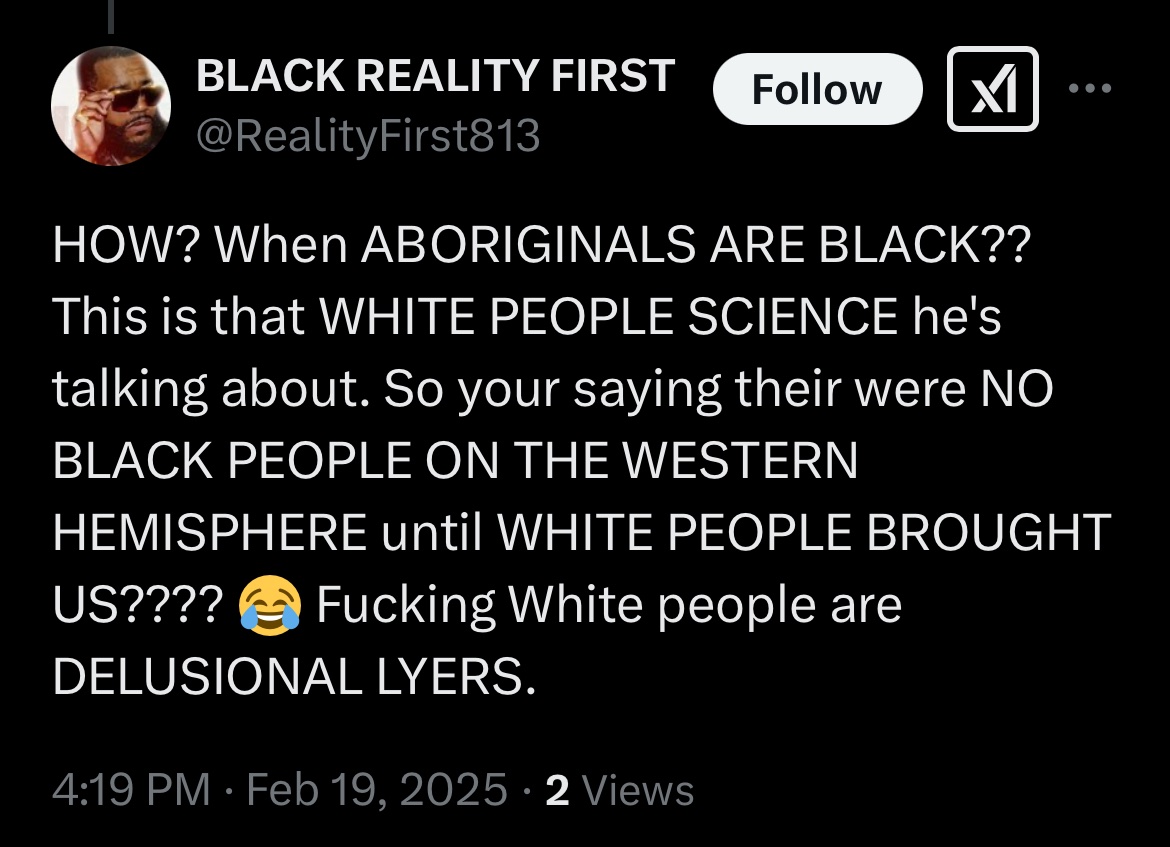 BLACK REALITY FIRST
@RealityFirst813
Follow
HOW? When ABORIGINALS ARE BLACK??
This is that WHITE PEOPLE SCIENCE he's
talking about. So your saying their were NO
BLACK PEOPLE ON THE WESTERN
HEMISPHERE until WHITE PEOPLE BROUGHT
US???? 😂 Fucking White people are
DELUSIONAL LYERS.
4:19 PM · Feb 19, 2025 · 2 Views